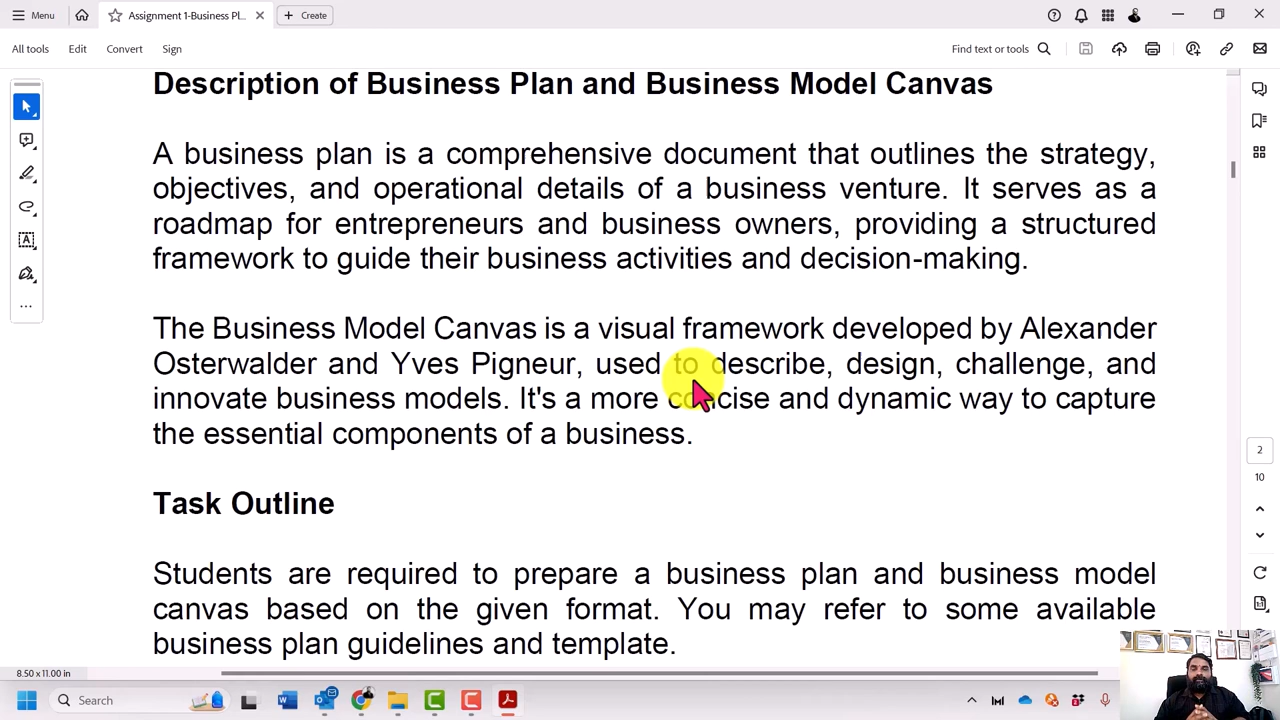 Menu
Assignment 1-Business Pl...
Create
All tools
Edit
Convert
Sign
Find text or tools
Description of Business Plan and Business Model Canvas
A business plan is a comprehensive document that outlines the strategy,
objectives, and operational details of a business venture. It serves as a
roadmap for entrepreneurs and business owners, providing a structured
framework to guide their business activities and decision-making.
The Business Model Canvas is a visual framework developed by Alexander
Osterwalder and Yves Pigneur, used to describe, design, challenge, and
innovate business models. It's a more concise and dynamic way to capture
the essential components of a business.
Task Outline
Students are required to prepare a business plan and business model
canvas based on the given format. You may refer to some available
business plan guidelines and template.
2
10
8.50 x 11.00 in
Search